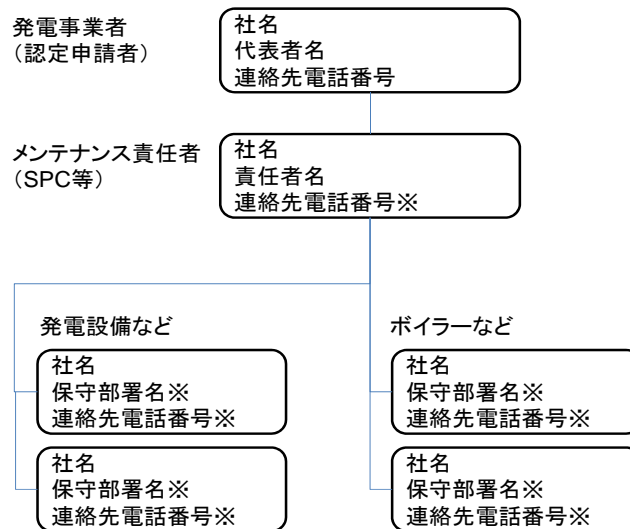 発電事業者
（認定申請者）
社名
代表者名
連絡先電話番号
メンテナンス責任者
（SPC等）
社名
責任者名
連絡先電話番号※
発電設備など
社名
保守部署名※
連絡先電話番号※
社名
保守部署名※
連絡先電話番号※
ボイラーなど
社名
保守部署名※
連絡先電話番号※
社名
保守部署名※
連絡先電話番号※